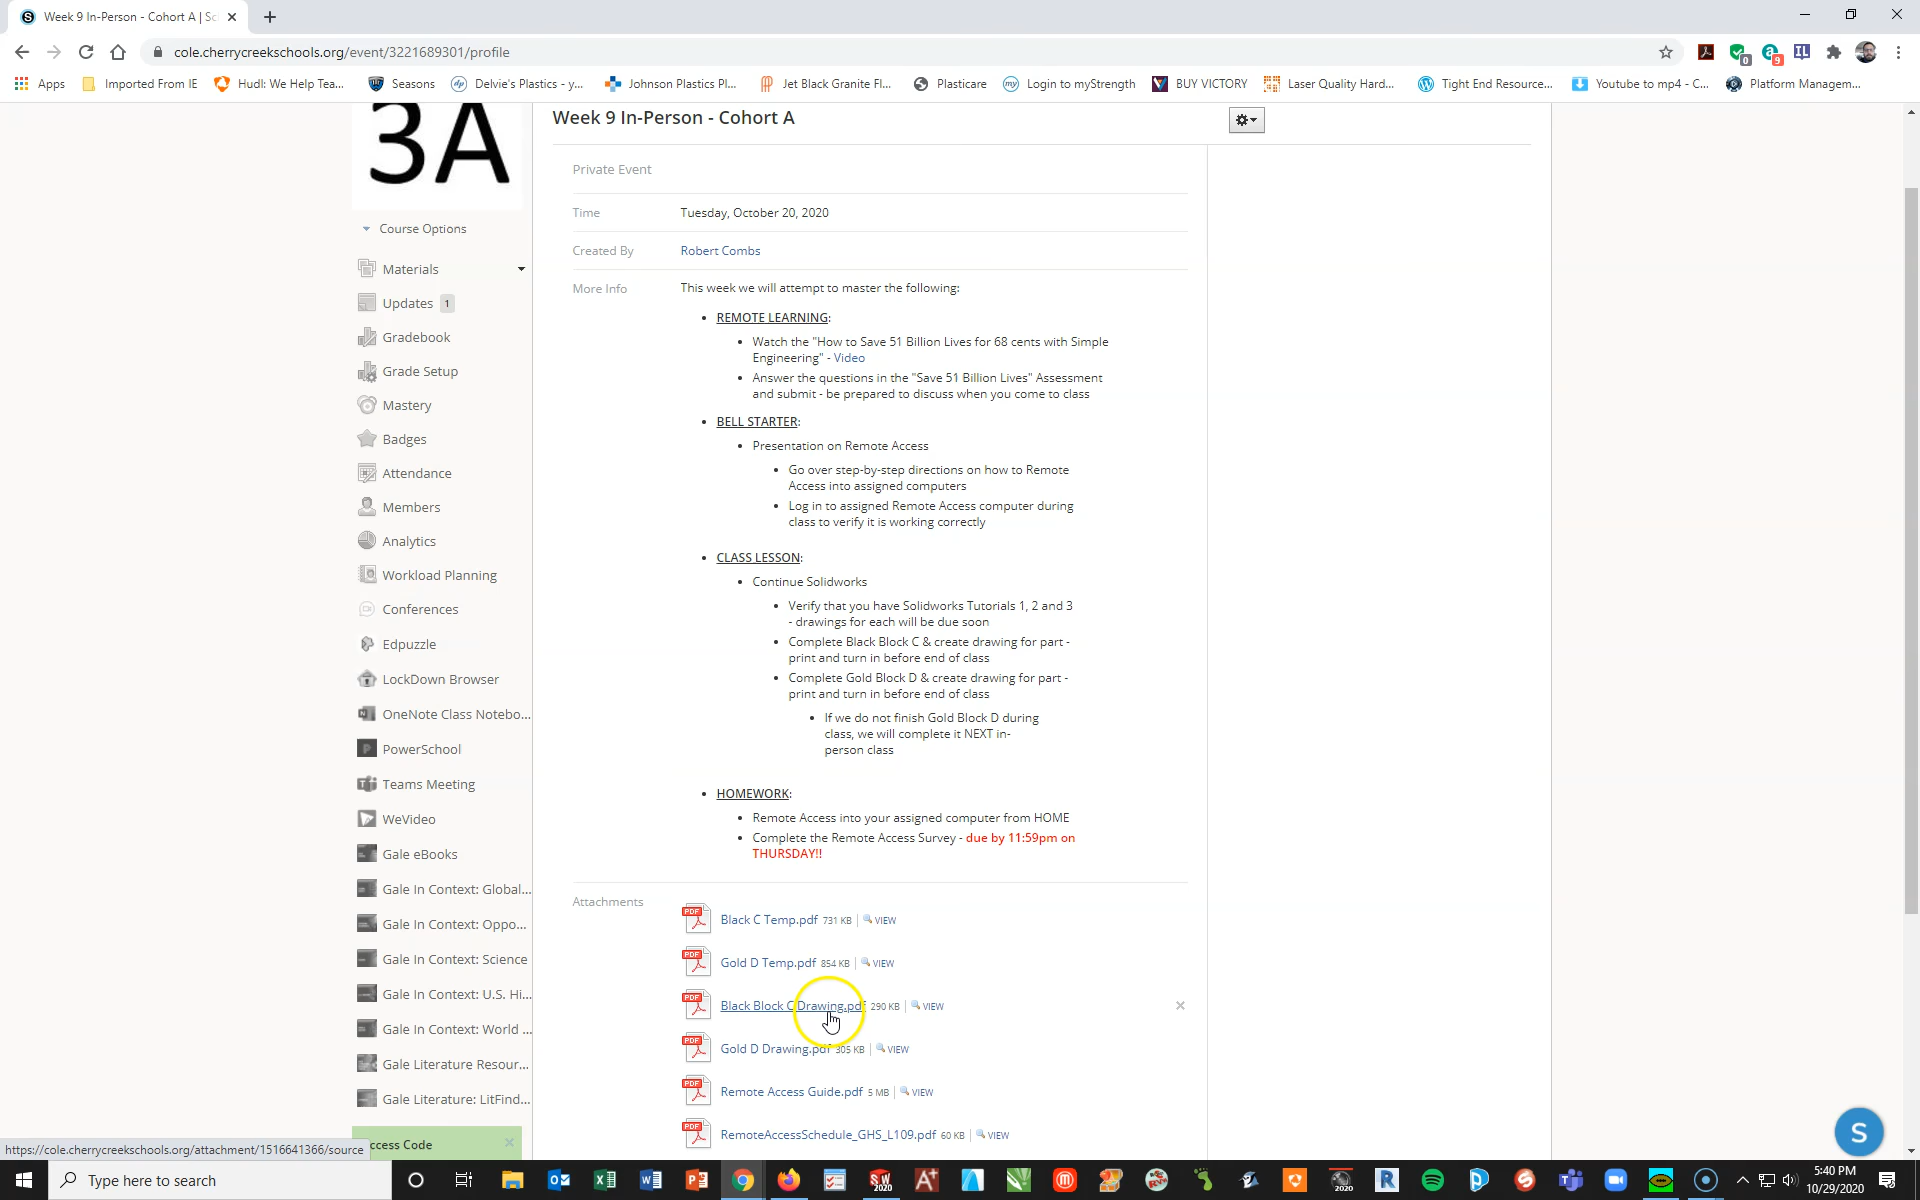 Week 9 In-Person - Cohort A | Sc
cole.cherrycreekschools.org/event/3221689301/profile
0
9
IL
Apps
Imported From IE
Hudl: We Help Tea...
Seasons
Delvie's Plastics - y...
Johnson Plastics Pl...
Jet Black Granite Fl...
Plasticare
Login to myStrength
BUY VICTORY
Laser Quality Hard...
Tight End Resource...
Youtube to mp4 - C...
Platform Managem...
3A
Course Options
Materials
Updates 1
Gradebook
Grade Setup
Mastery
Badges
Attendance
Members
Analytics
Workload Planning
Conferences
Edpuzzle
LockDown Browser
OneNote Class Notebo...
PowerSchool
Teams Meeting
WeVideo
Gale eBooks
Gale In Context: Global...
Gale In Context: Oppo...
Gale In Context: Science
Gale In Context: U.S. Hi...
Gale In Context: World ...
Gale Literature Resour...
Gale Literature: LitFind...
ccess Code
Week 9 In-Person - Cohort A
Private Event
Time Tuesday, October 20, 2020
Created By Robert Combs
More Info This week we will attempt to master the following:
• REMOTE LEARNING:
• Watch the "How to Save 51 Billion Lives for 68 cents with Simple
Engineering" - Video
• Answer the questions in the "Save 51 Billion Lives" Assessment
and submit - be prepared to discuss when you come to class
• BELL STARTER:
• Presentation on Remote Access
• Go over step-by-step directions on how to Remote
Access into assigned computers
• Log in to assigned Remote Access computer during
class to verify it is working correctly
• CLASS LESSON:
• Continue Solidworks
• Verify that you have Solidworks Tutorials 1, 2 and 3
- drawings for each will be due soon
• Complete Black Block C & create drawing for part -
print and turn in before end of class
• Complete Gold Block D & create drawing for part -
print and turn in before end of class
• If we do not finish Gold Block D during
class, we will complete it NEXT in-
person class
• HOMEWORK:
• Remote Access into your assigned computer from HOME
• Complete the Remote Access Survey - due by 11:59pm on
THURSDAY!!
Attachments
PDF Black C Temp.pdf 731 KB VIEW
PDF Gold D Temp.pdf 854 KB VIEW
PDF Black Block C Drawing.pdf 290 KB VIEW
PDF Gold D Drawing.pdf 305 KB VIEW
PDF Remote Access Guide.pdf 5 MB VIEW
PDF RemoteAccessSchedule_GHS_L109.pdf 60 KB VIEW
S
https://cole.cherrycreekschools.org/attachment/1516641366/source
Type here to search
5:40 PM
10/29/2020